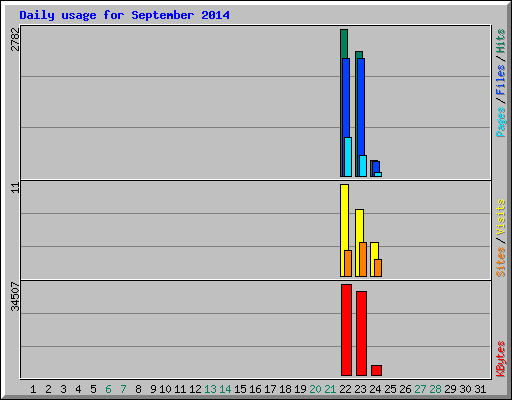 Daily usage for September 2014
2782
Pages / Files / Hits
11
Sites / Visits
34507
KBytes
1 2 3 4 5 6 7 8 9 10 11 12 13 14 15 16 17 18 19 20 21 22 23 24 25 26 27 28 29 30 31